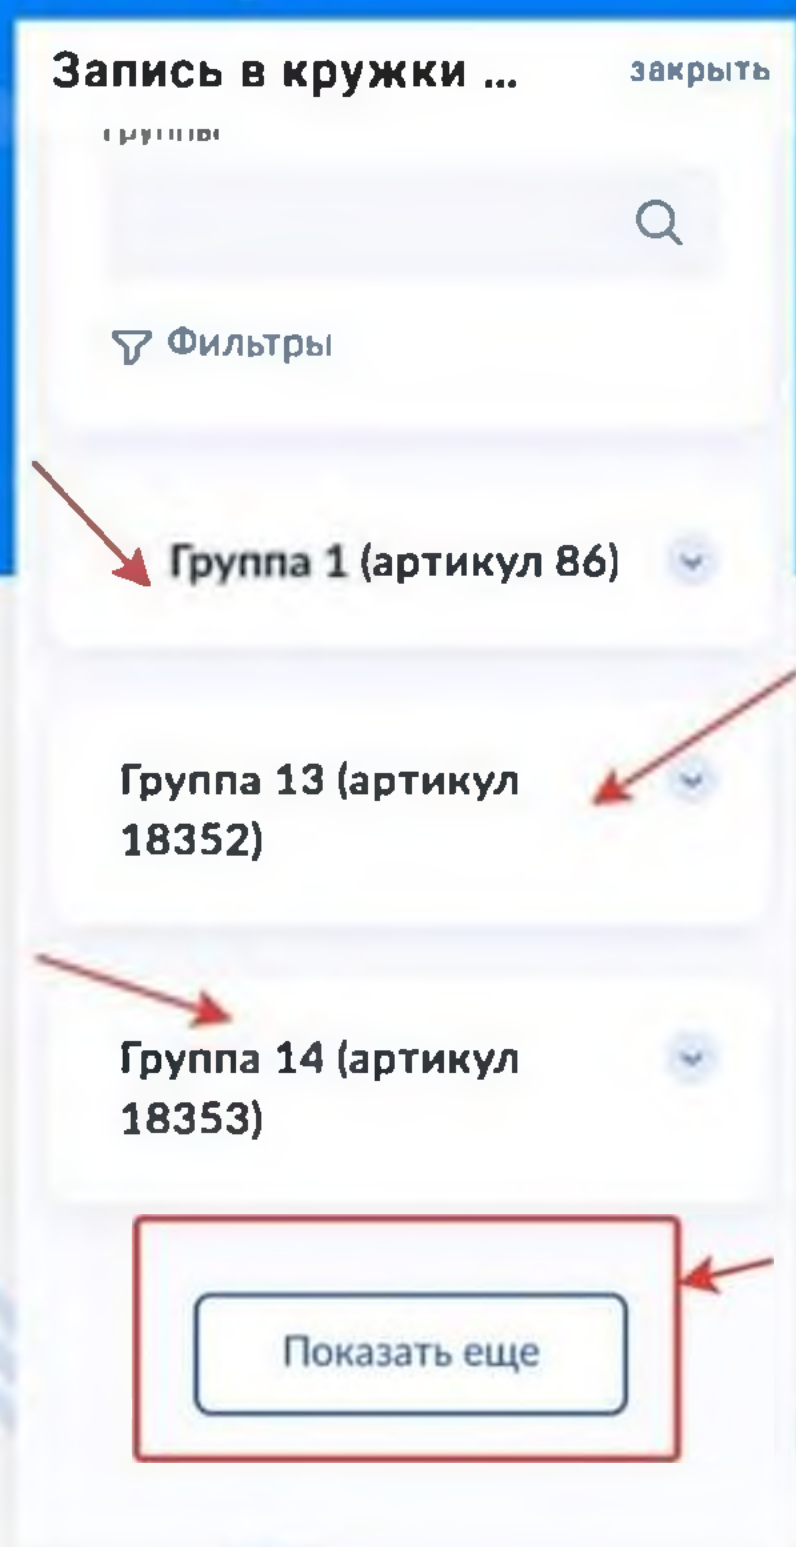 Запись в кружки ...
закрыть
Фильтры
Группа 1 (артикул 86)
Группа 13 (артикул
18352)
Группа 14 (артикул
18353)
Показать еще